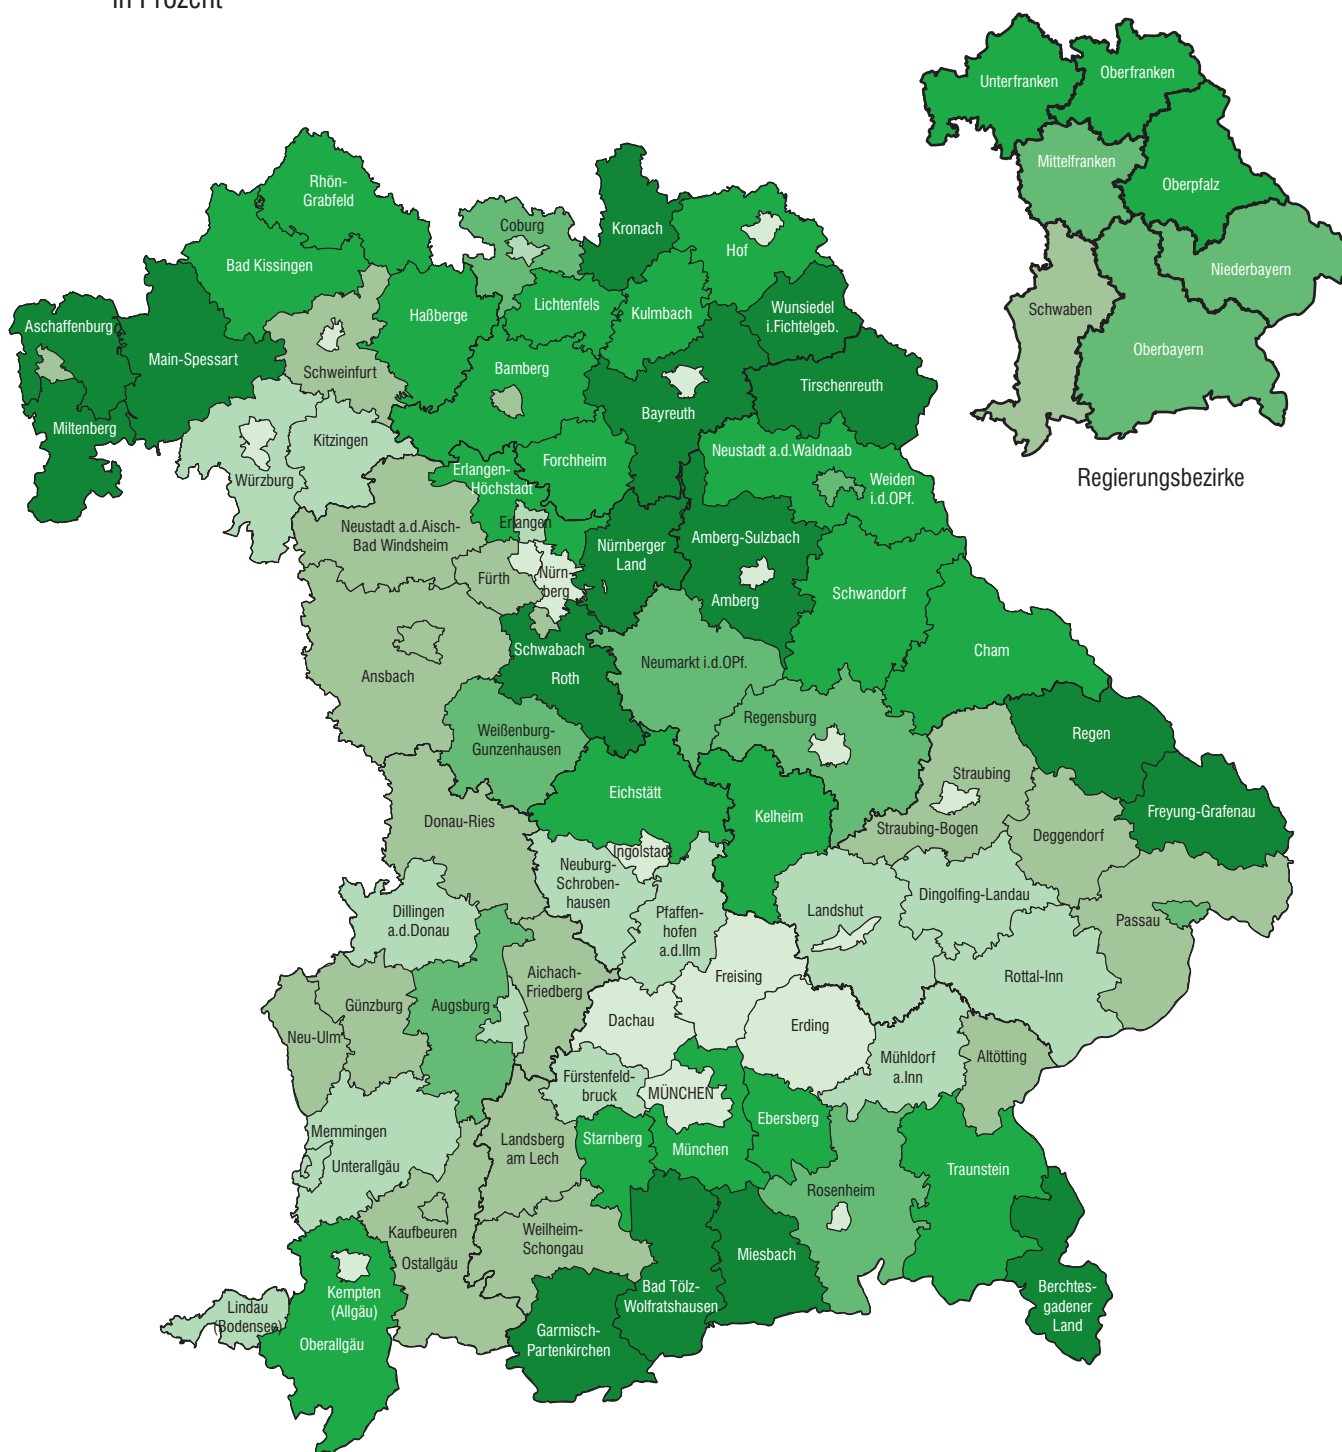 in Prozent
Unterfranken
Oberfranken
Mittelfranken
Oberpfalz
Niederbayern
Schwaben
Oberbayern
Regierungsbezirke
Rhön-
Grabfeld
Bad Kissingen
Coburg
Kronach
Hof
Aschaffenburg
Main-Spessart
Schweinfurt
Haßberge
Lichtenfels
Kulmbach
Wunsiedel
i.Fichtelgeb.
Bamberg
Bayreuth
Tirschenreuth
Miltenberg
Würzburg
Kitzingen
Erlangen-
Höchstadt
Forchheim
Neustadt a.d.Waldnaab
Weiden
i.d.OPf.
Neustadt a.d.Aisch-
Bad Windsheim
Erlangen
Fürth
Nürn-
berg
Nürnberger
Land
Amberg-Sulzbach
Amberg
Schwandorf
Cham
Ansbach
Schwabach
Roth
Neumarkt i.d.OPf.
Weißenburg-
Gunzenhausen
Regensburg
Regen
Eichstätt
Kelheim
Straubing
Straubing-Bogen
Deggendorf
Freyung-Grafenau
Donau-Ries
Ingolstadt
Neuburg-
Schroben-
hausen
Dillingen
a.d.Donau
Pfaffen-
hofen
a.d.Ilm
Landshut
Dingolfing-Landau
Passau
Rottal-Inn
Aichach-
Friedberg
Freising
Günzburg
Augsburg
Neu-Ulm
Dachau
Erding
Mühldorf
a.Inn
Altötting
Fürstenfeld-
bruck
MÜNCHEN
Ebersberg
Memmingen
Unterallgäu
Landsberg
am Lech
Starnberg
München
Traunstein
Rosenheim
Kaufbeuren
Ostallgäu
Weilheim-
Schongau
Miesbach
Bad Tölz-
Wolfratshausen
Berchtes-
gadener
Land
Lindau
(Bodensee)
Kempten
(Allgäu)
Oberallgäu
Garmisch-
Partenkirchen